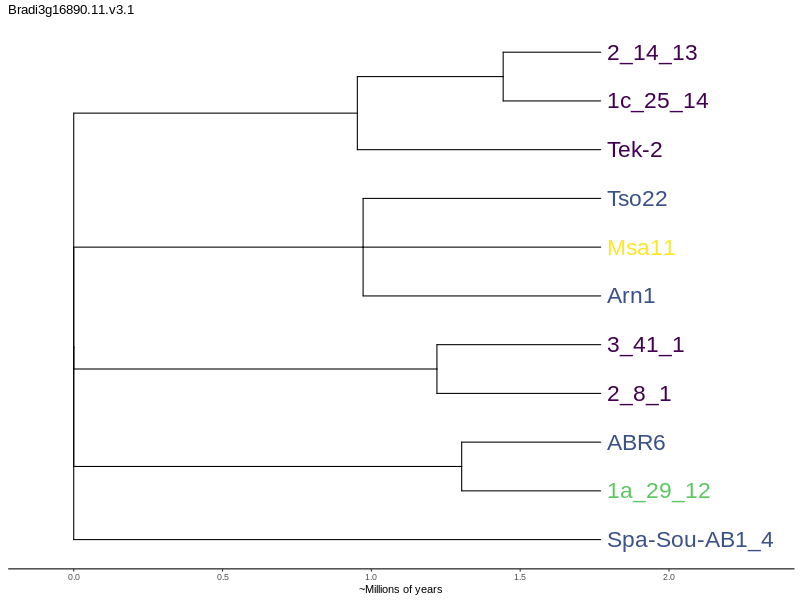 Bradi3g16890.11.v3.1
2_14_13
1c_25_14
Tek-2
Tso22
Msa11
Arn1
3_41_1
2_8_1
ABR6
1a_29_12
Spa-Sou-AB1_4
0.0 0.5 1.0 1.5 2.0
~Millions of years